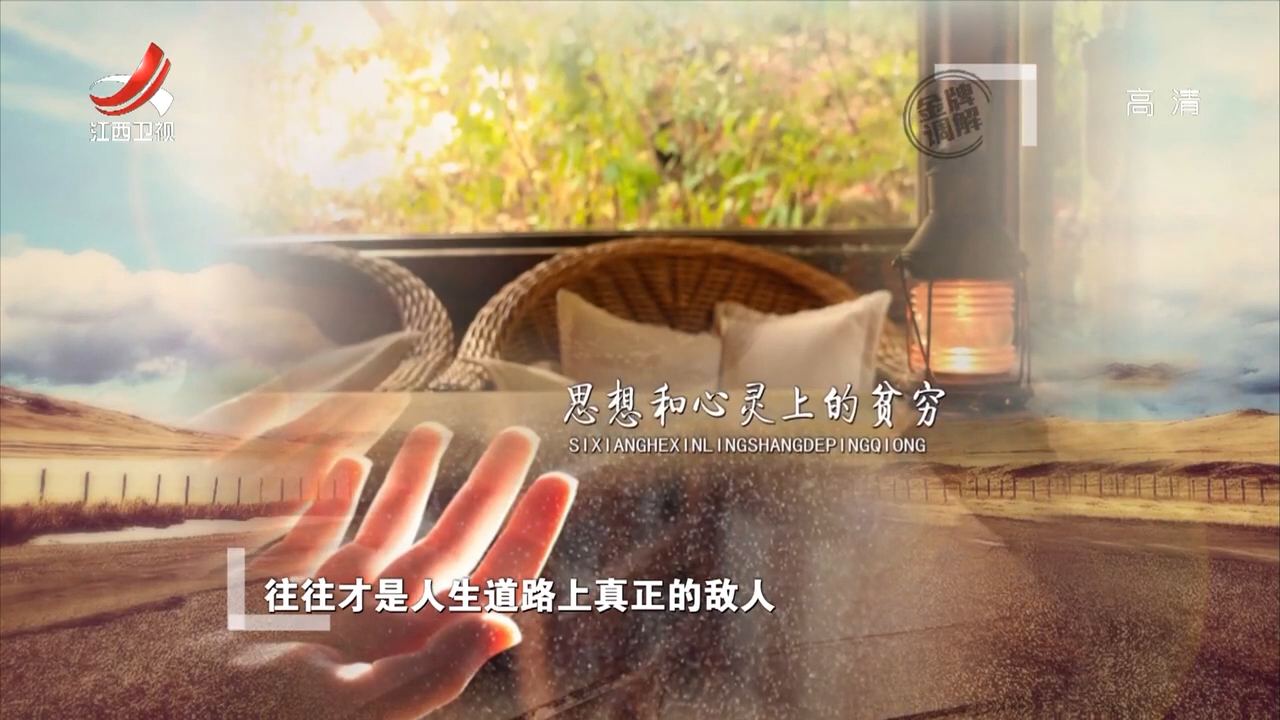 江西卫视
金牌
调解
高清
思想和心灵上的贫穷
SIXIANGHEXINLINGSHANGDEPINGQIONG
往往才是人生道路上真正的敌人